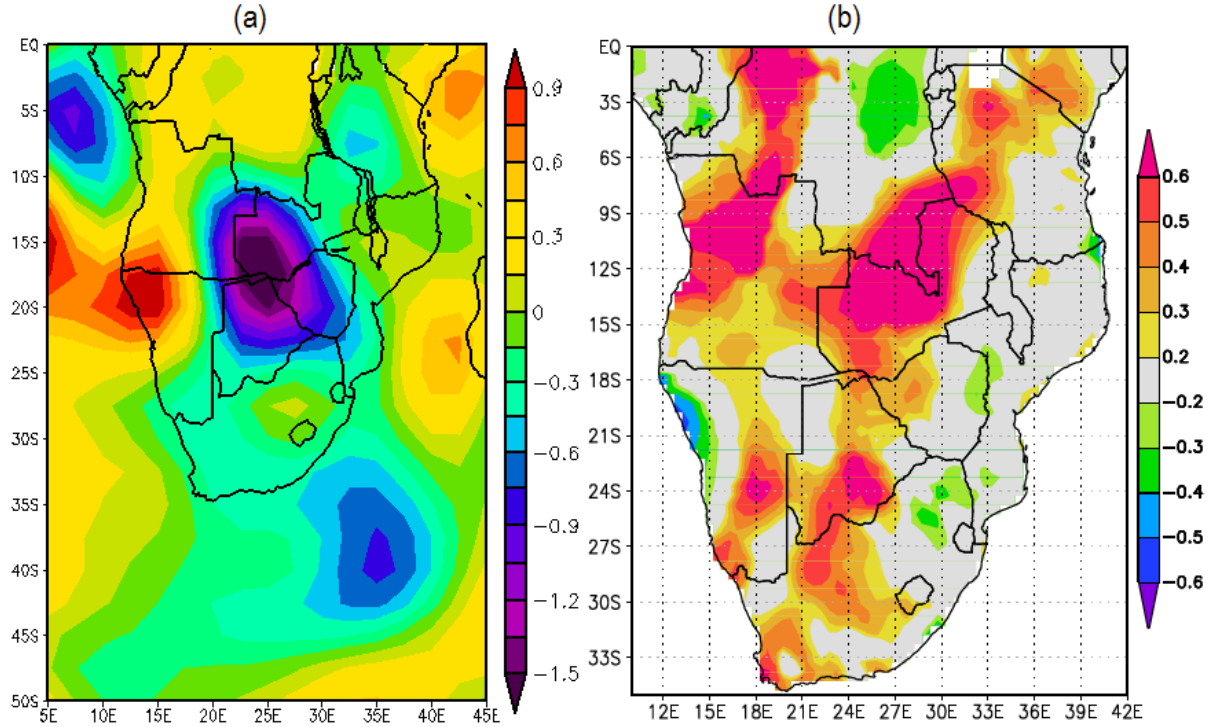 (a)
(b)
EQ
5S
10S
15S
20S
25S
30S
35S
40S
45S
50S
5E 10E 15E 20E 25E 30E 35E 40E 45E
0.9
0.6
0.3
0
−0.3
−0.6
−0.9
−1.2
−1.5
EQ
3S
6S
9S
12S
15S
18S
21S
24S
27S
30S
33S
12E 15E 18E 21E 24E 27E 30E 33E 36E 39E 42E
0.6
0.5
0.4
0.3
0.2
−0.2
−0.3
−0.4
−0.5
−0.6